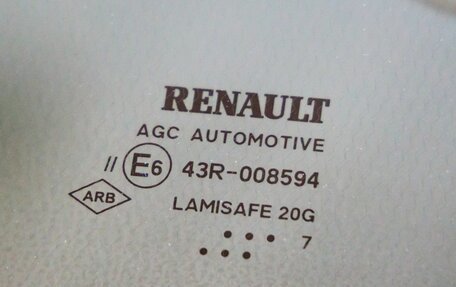 RENAULT
AGC AUTOMOTIVE
// E6 43R-008594
ARB
LAMISAFE 20G
7